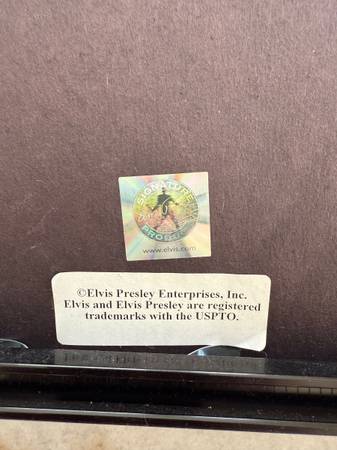 SIGNATURE
PRODUCT
www.elvis.com
©Elvis Presley Enterprises, Inc.
Elvis and Elvis Presley are registered
trademarks with the USPTO.